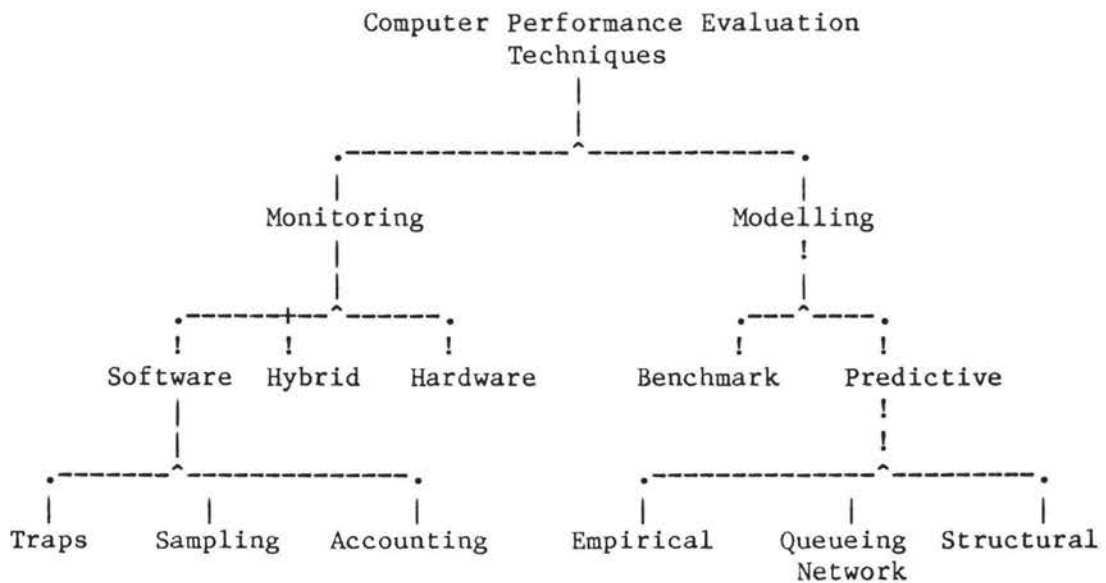 Computer Performance Evaluation
Techniques
Monitoring Modelling
Software Hybrid Hardware Benchmark Predictive
Traps Sampling Accounting Empirical Queueing Structural
Network